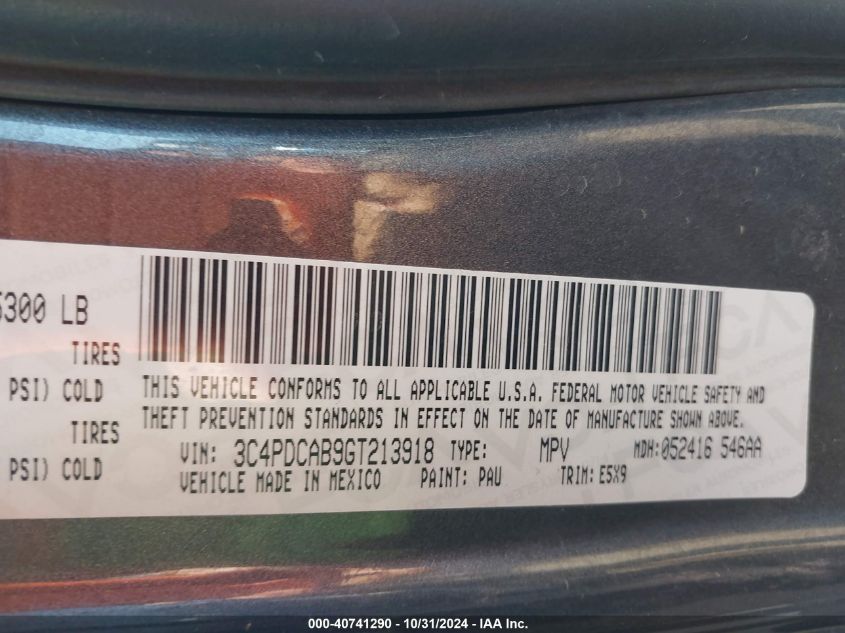 5300 LB
TIRES
PSI) COLD
TIRES
PSI) COLD
THIS VEHICLE CONFORMS TO ALL APPLICABLE U.S.A. FEDERAL MOTOR VEHICLE SAFETY AND
THEFT PREVENTION STANDARDS IN EFFECT ON THE DATE OF MANUFACTURE SHOWN ABOVE.
VIN: 3C4PDCAB9GT213918 TYPE: MPV MDH:052416 546AA
VEHICLE MADE IN MEXICO PAINT: PAU TRIM:E5X9
000-40741290 - 10/31/2024 - IAA Inc.